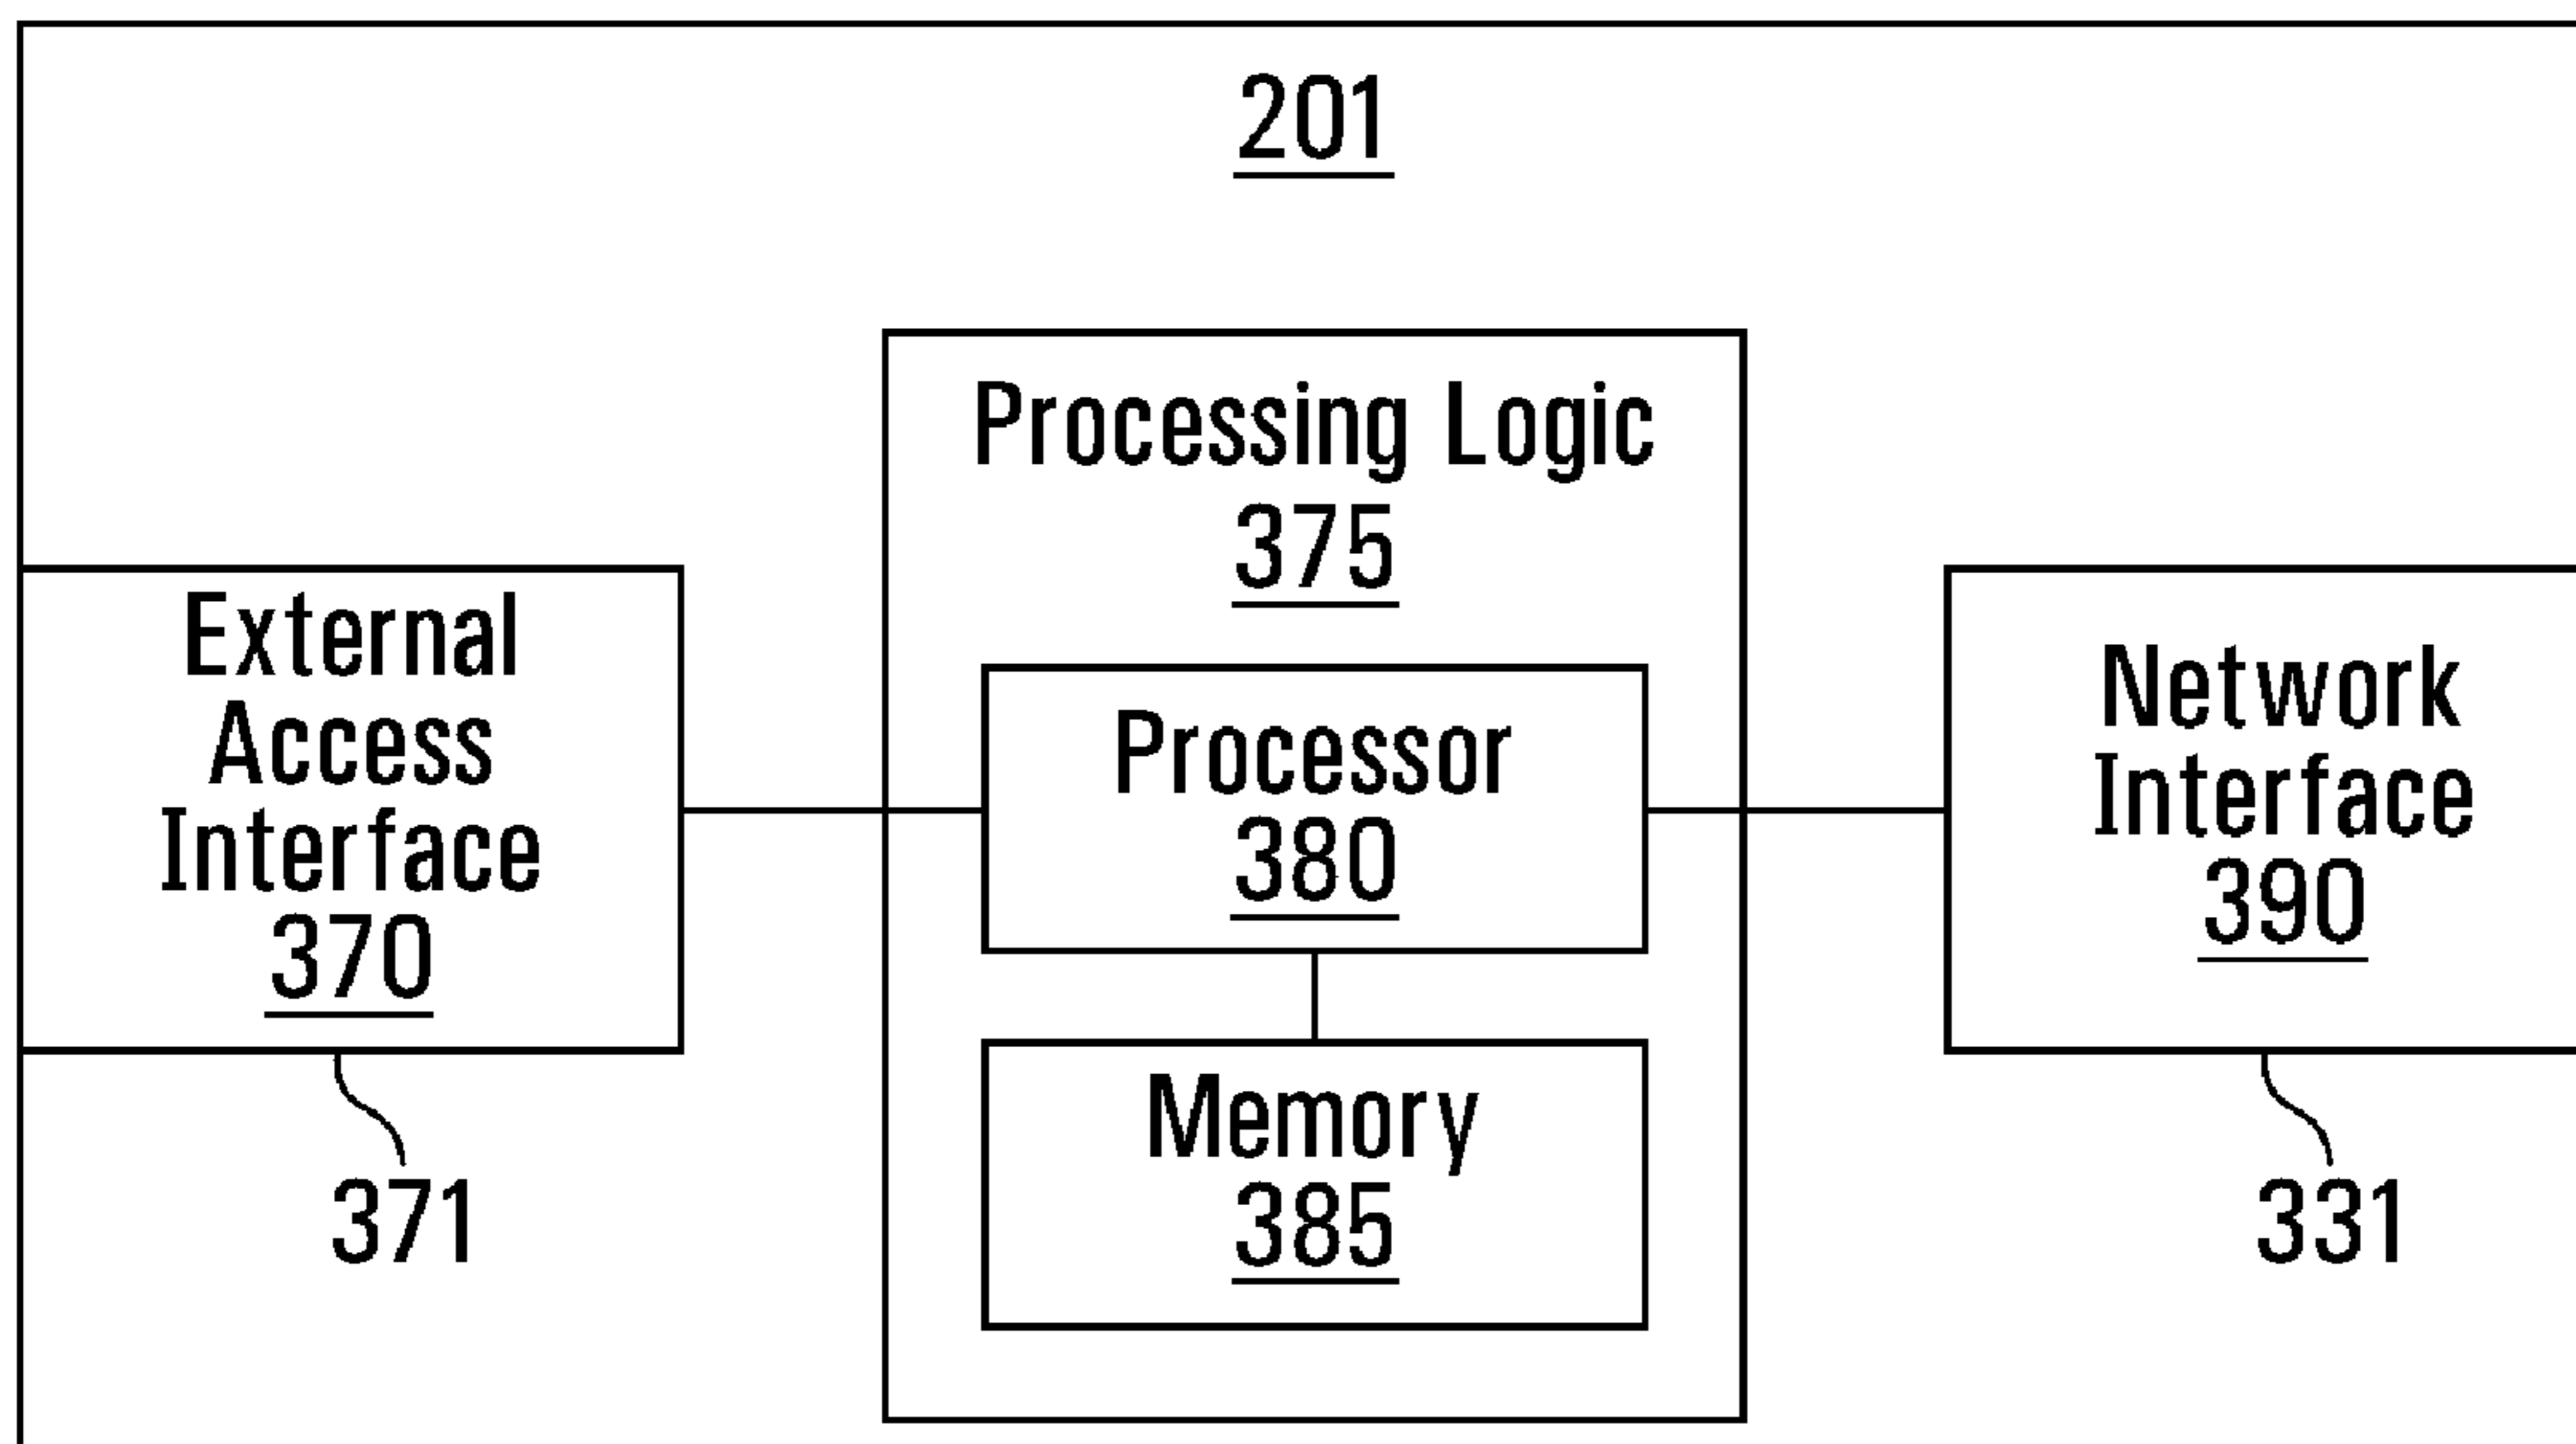 201
Processing Logic
375
External
Access
Interface
370
Processor
380
Network
Interface
390
Memory
385
371
331